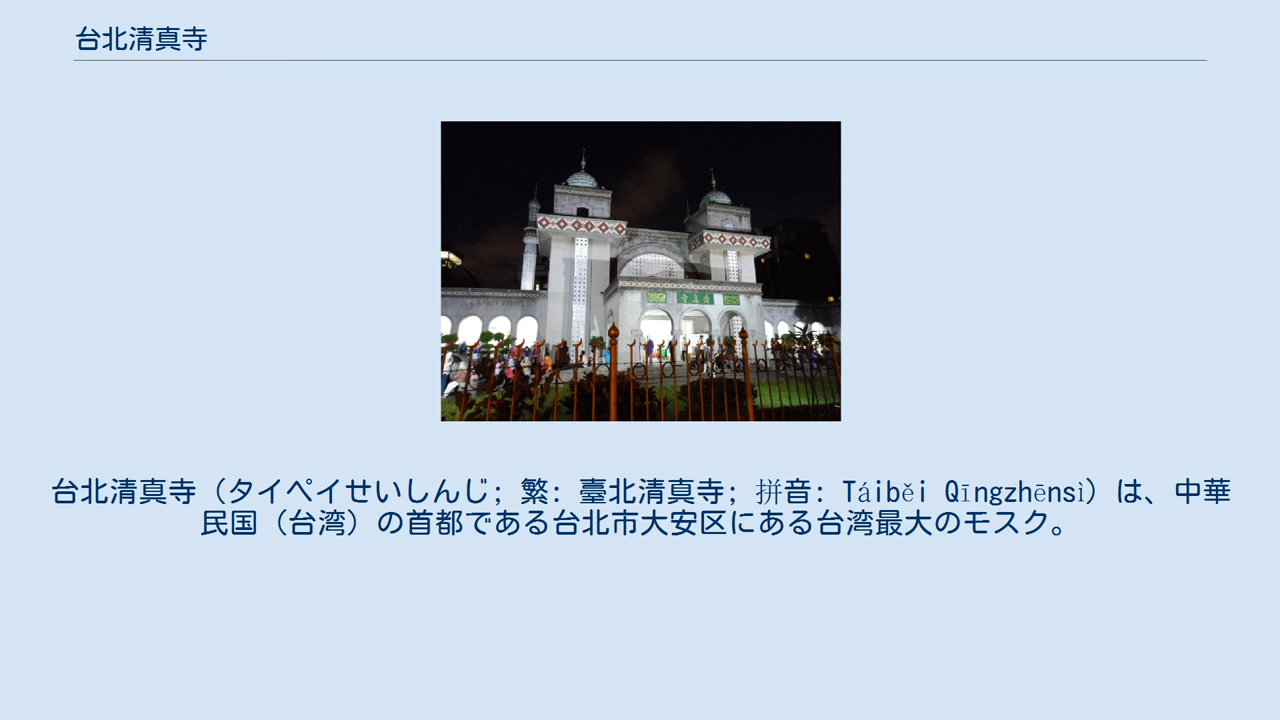 台北清真寺
寺真清
台北清真寺（タイペイせいしんじ; 繁: 臺北清真寺; 拼音: Táiběi Qīngzhēnsì）は、中華
民国（台湾）の首都である台北市大安区にある台湾最大のモスク。